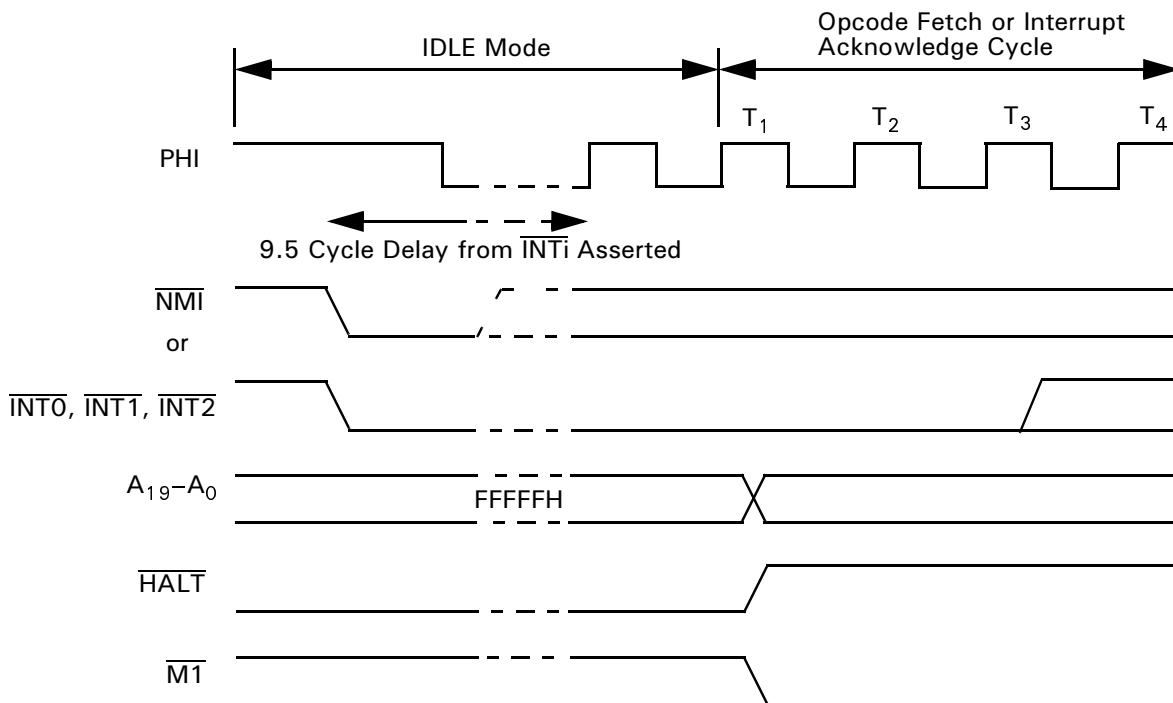 IDLE Mode
Opcode Fetch or Interrupt
Acknowledge Cycle
T1 T2 T3 T4
PHI
9.5 Cycle Delay from INTi Asserted
NMI
or
INT0, INT1, INT2
A19–A0
FFFFFH
HALT
M1